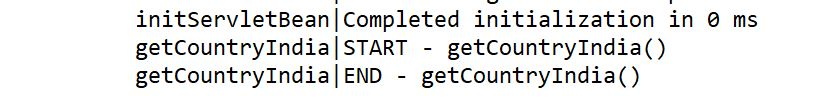 initServletBean|Completed initialization in 0 ms
getCountryIndia|START - getCountryIndia()
getCountryIndia|END - getCountryIndia()